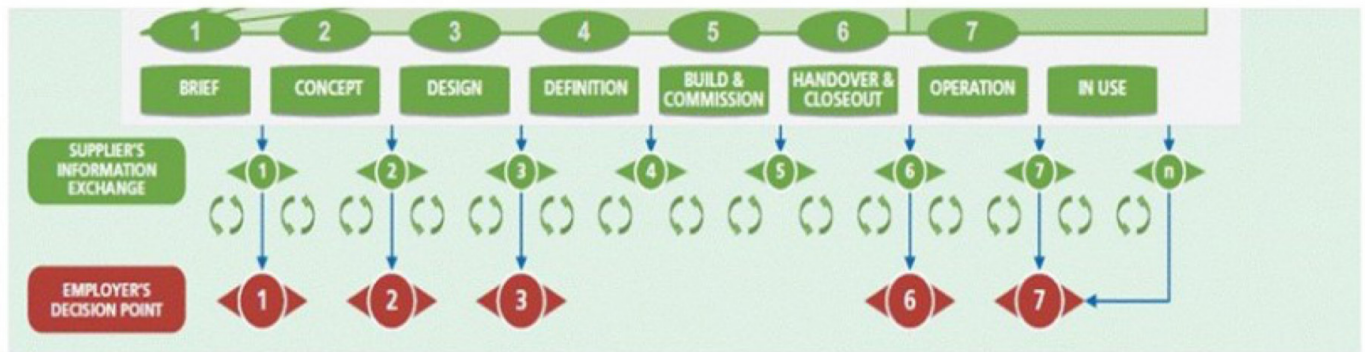 1 2 3 4 5 6 7
BRIEF CONCEPT DESIGN DEFINITION BUILD & COMMISSION HANDOVER & CLOSEOUT OPERATION IN USE
SUPPLIER'S
INFORMATION
EXCHANGE
1 2 3 4 5 6 7 n
EMPLOYER'S
DECISION POINT
1 2 3 6 7